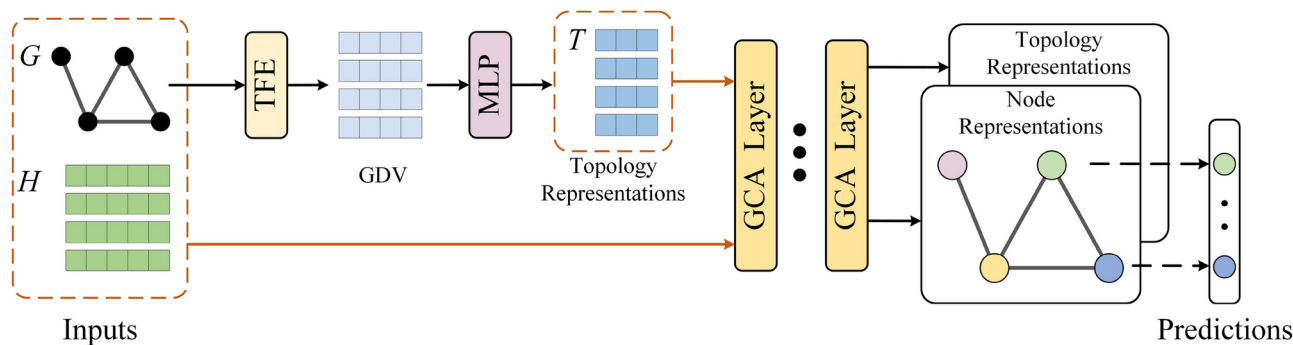 G
H
Inputs
TFE
GDV
MLP
T
Topology
Representations
GCA Layer
GCA Layer
Topology
Representations
Node
Representations
Predictions